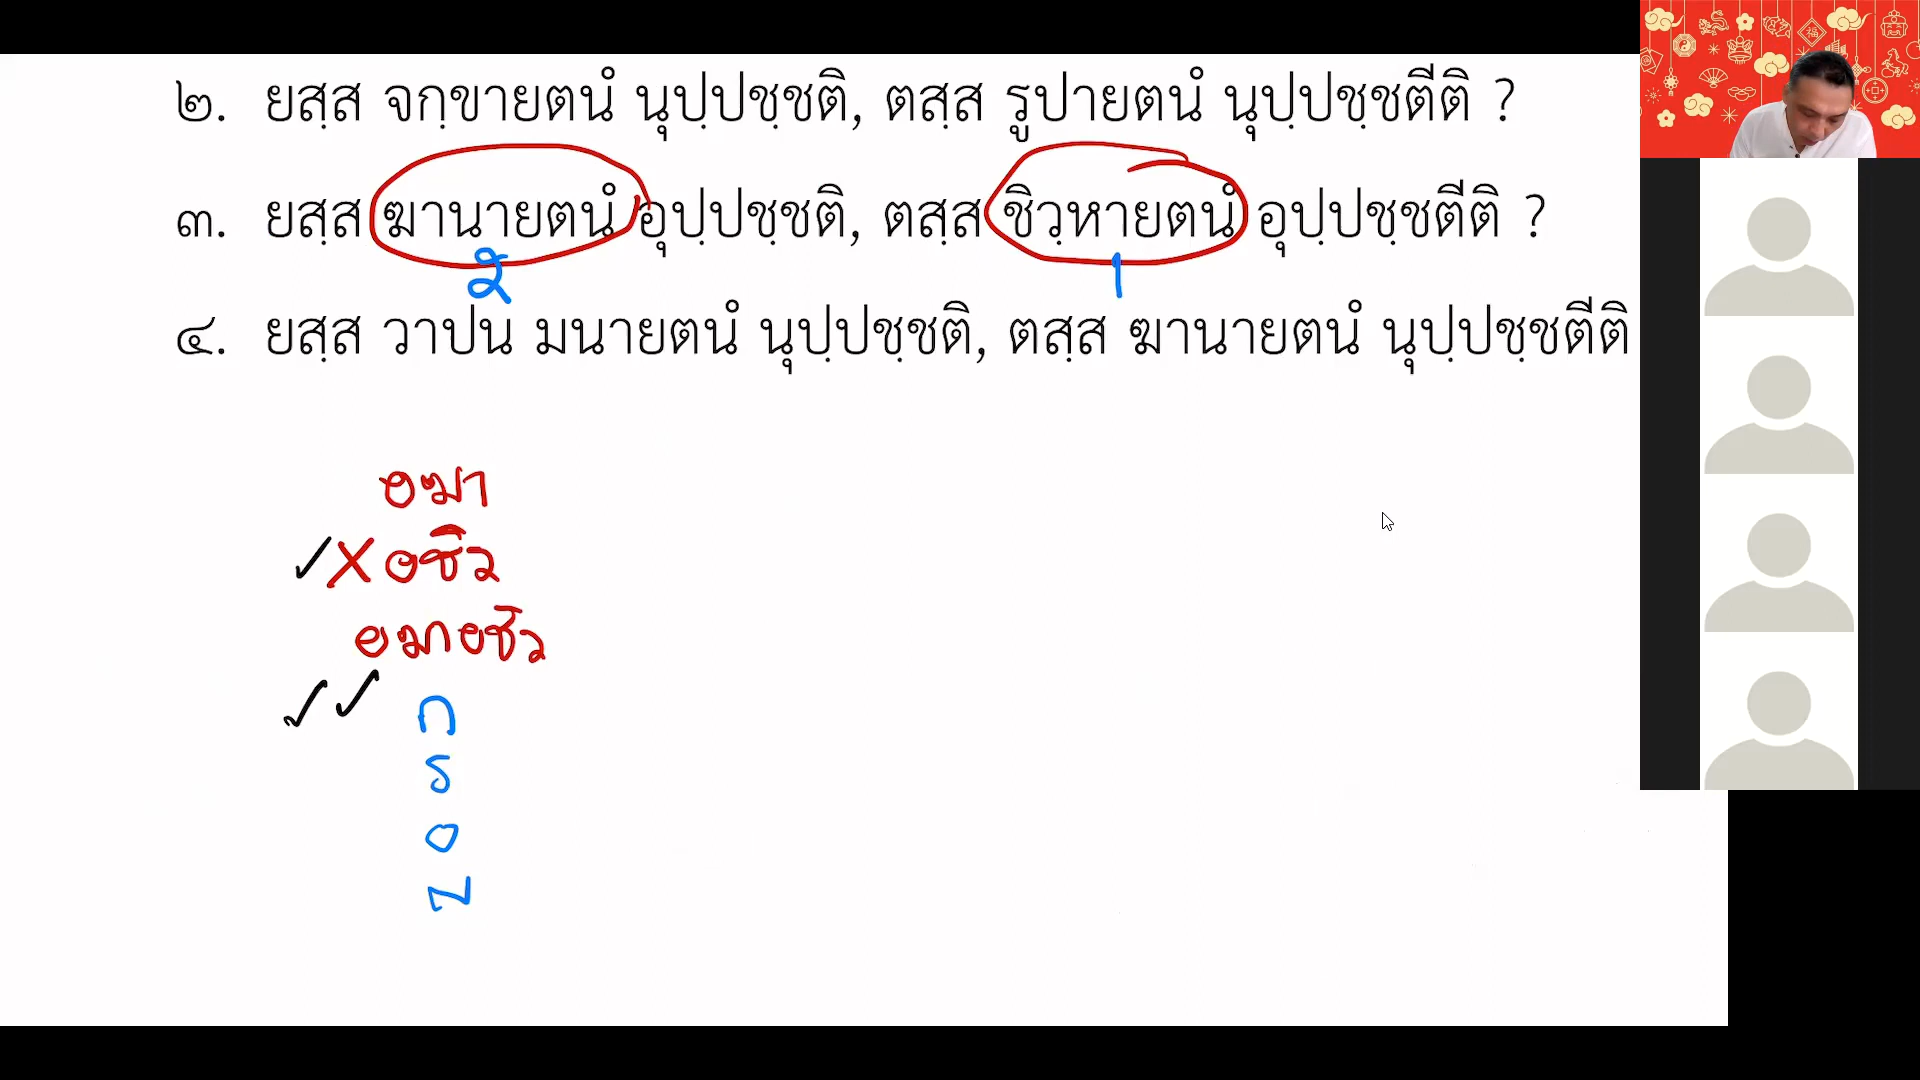 ๒. ยสฺส จกฺขายตนํ นุปฺปชฺชติ, ตสฺส รูปายตนํ นุปฺปชฺชตีติ ?
๓. ยสฺส ฆานายตนํ อุปฺปชฺชติ, ตสฺส ชิวฺหายตนํ อุปฺปชฺชตีติ ?
๒ 1
๔. ยสฺส วาปน มนายตนํ นุปฺปชฺชติ, ตสฺส ฆานายตนํ นุปฺปชฺชตีติ
อฆา
อชิว
อฆาอชิว
ก
ร
อ
น